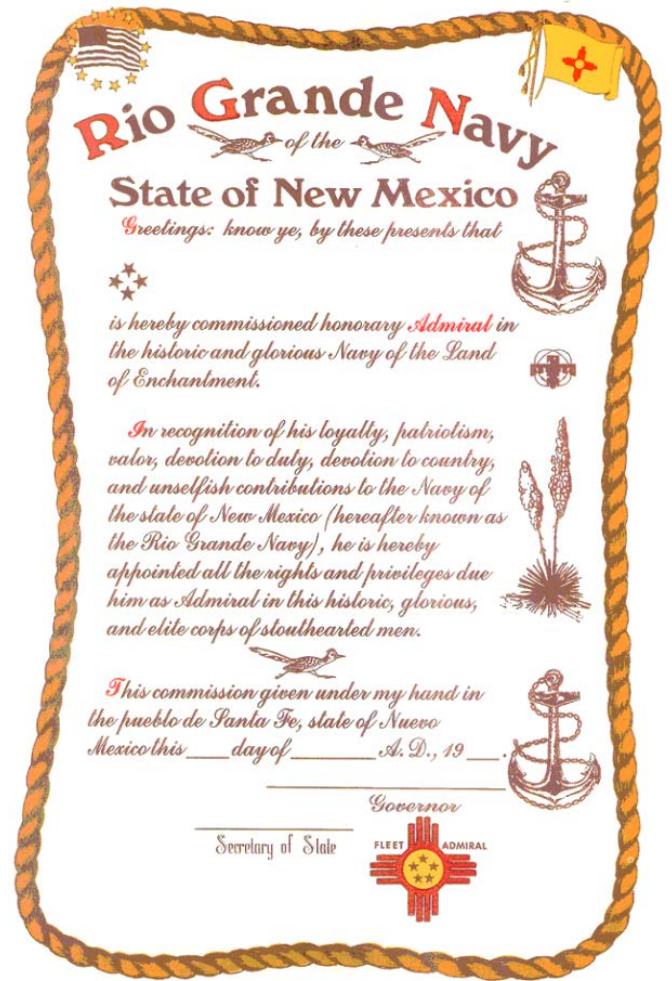 Rio Grande Navy
of the
State of New Mexico
Greetings: know ye, by these presents that
is hereby commissioned honorary Admiral in
the historic and glorious Navy of the Land
of Enchantment.
In recognition of his loyalty, patriotism,
valor, devotion to duty, devotion to country,
and unselfish contributions to the Navy of
the state of New Mexico (hereafter known as
the Rio Grande Navy), he is hereby
appointed all the rights and privileges due
him as Admiral in this historic, glorious,
and elite corps of stouthearted men.
This commission given under my hand in
the pueblo de Santa Fe, state of Nuevo
Mexico this ____ day of ________ A. D., 19 ___.
Governor
Secretary of State
FLEET ADMIRAL